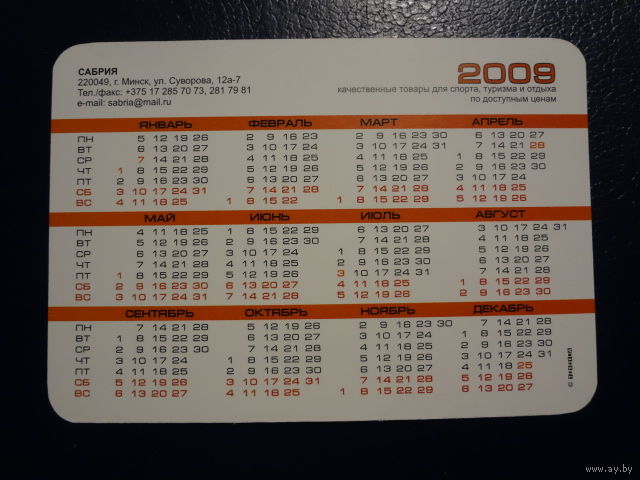 САБРИЯ
220049, г. Минск, ул. Суворова, 12а-7
Тел./факс: +375 17 285 70 73, 281 79 81
e-mail: sabria@mail.ru
2009
качественные товары для спорта, туризма и отдыха
по доступным ценам
ЯНВАРЬ ФЕВРАЛЬ МАРТ АПРЕЛЬ
ПН 5 12 19 26 2 9 16 23 2 9 16 23 30 6 13 20 27
ВТ 6 13 20 27 3 10 17 24 3 10 17 24 31 7 14 21 28
СР 7 14 21 28 4 11 18 25 4 11 18 25 1 8 15 22 29
ЧТ 1 8 15 22 29 5 12 19 26 5 12 19 26 2 9 16 23 30
ПТ 2 9 16 23 30 6 13 20 27 6 13 20 27 3 10 17 24
СБ 3 10 17 24 31 7 14 21 28 7 14 21 28 4 11 18 25
ВС 4 11 18 25 1 8 15 22 1 8 15 22 29 5 12 19 26
МАЙ ИЮНЬ ИЮЛЬ АВГУСТ
ПН 4 11 18 25 1 8 15 22 29 6 13 20 27 3 10 17 24 31
ВТ 5 12 19 26 2 9 16 23 30 7 14 21 28 4 11 18 25
СР 6 13 20 27 3 10 17 24 1 8 15 22 29 5 12 19 26
ЧТ 7 14 21 28 4 11 18 25 2 9 16 23 30 6 13 20 27
ПТ 1 8 15 22 29 5 12 19 26 3 10 17 24 31 7 14 21 28
СБ 2 9 16 23 30 6 13 20 27 4 11 18 25 1 8 15 22 29
ВС 3 10 17 24 31 7 14 21 28 5 12 19 26 2 9 16 23 30
СЕНТЯБРЬ ОКТЯБРЬ НОЯБРЬ ДЕКАБРЬ
ПН 7 14 21 28 5 12 19 26 2 9 16 23 30 7 14 21 28
ВТ 1 8 15 22 29 6 13 20 27 3 10 17 24 1 8 15 22 29
СР 2 9 16 23 30 7 14 21 28 4 11 18 25 2 9 16 23 30
ЧТ 3 10 17 24 1 8 15 22 29 5 12 19 26 3 10 17 24 31
ПТ 4 11 18 25 2 9 16 23 30 6 13 20 27 4 11 18 25
СБ 5 12 19 26 3 10 17 24 31 7 14 21 28 5 12 19 26
ВС 6 13 20 27 4 11 18 25 1 8 15 22 29 6 13 20 27
www.ay.by